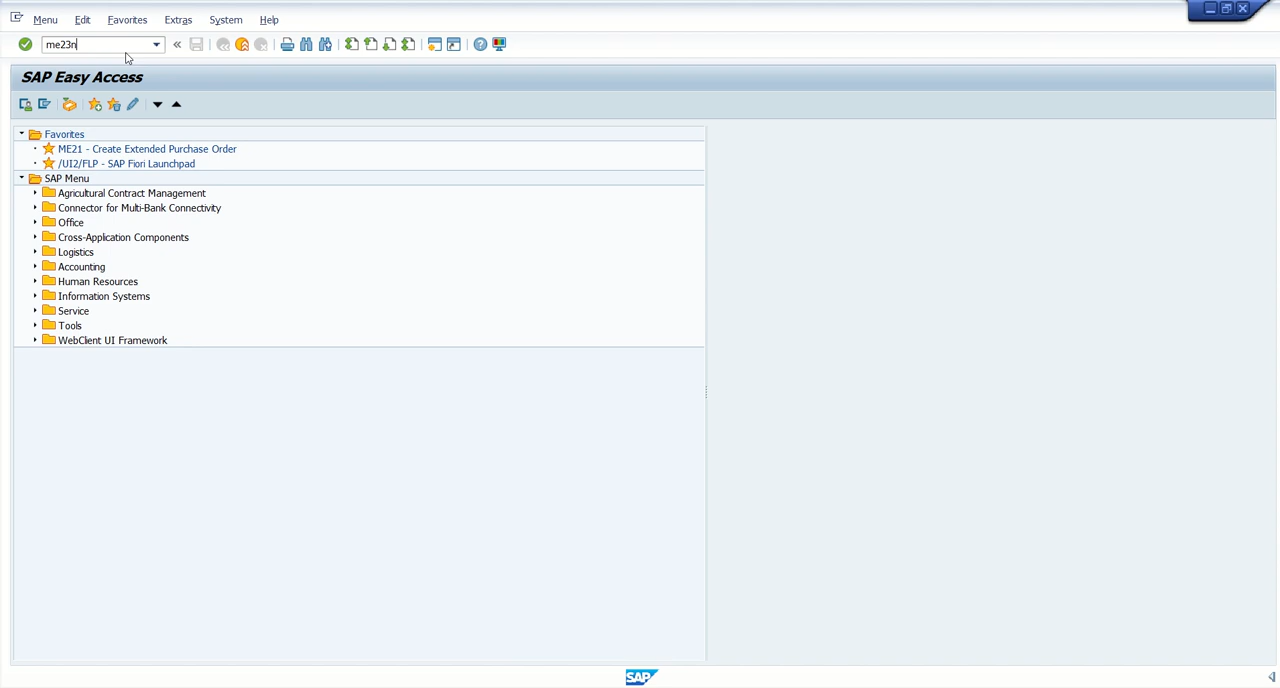 Menu Edit Favorites Extras System Help
me23n
SAP Easy Access
Favorites
ME21 - Create Extended Purchase Order
/UI2/FLP - SAP Fiori Launchpad
SAP Menu
Agricultural Contract Management
Connector for Multi-Bank Connectivity
Office
Cross-Application Components
Logistics
Accounting
Human Resources
Information Systems
Service
Tools
WebClient UI Framework
SAP